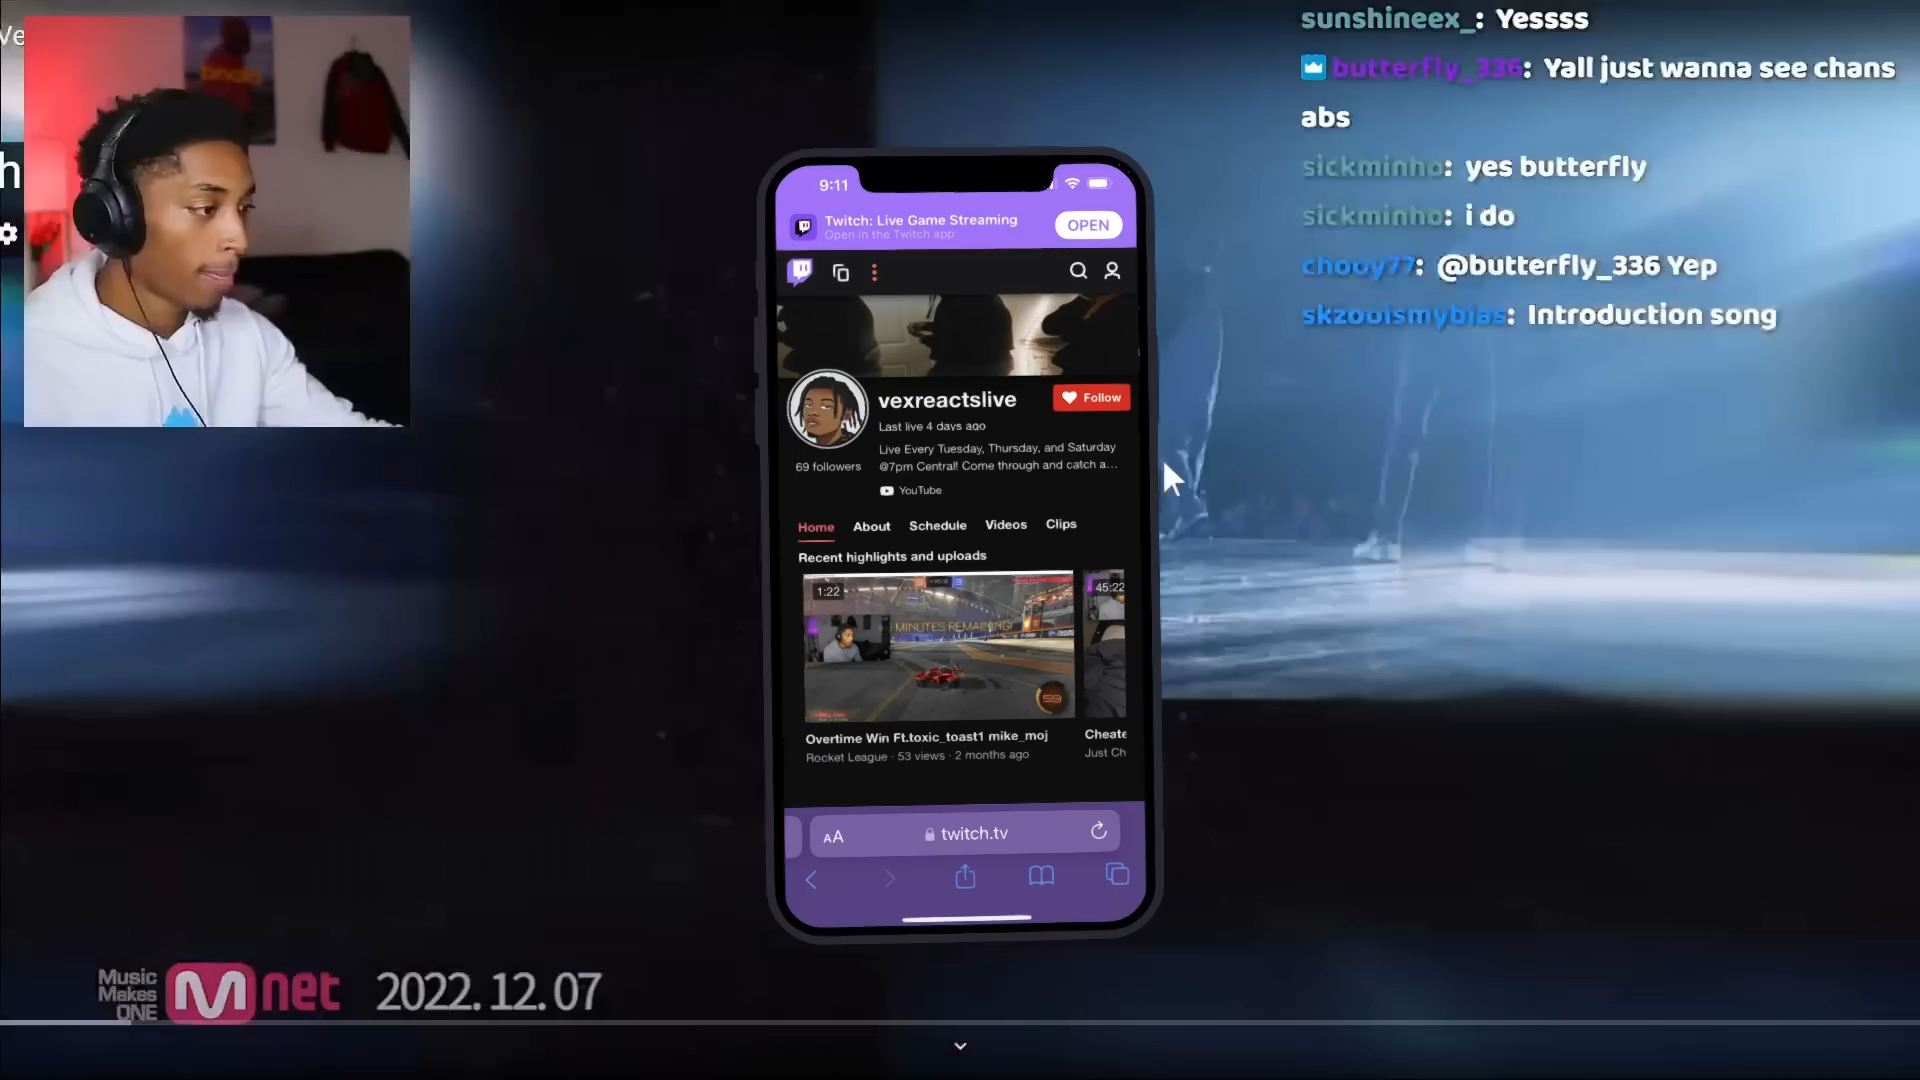 sunshineex_: Yessss
butterfly_336: Yall just wanna see chans
abs
sickminho: yes butterfly
sickminho: i do
chooy77: @butterfly_336 Yep
skzooismybias: Introduction song
9:11
Twitch: Live Game Streaming
Open in the Twitch app
OPEN
vexreactslive
Follow
Last live 4 days ago
Live Every Tuesday, Thursday, and Saturday
@7pm Central! Come through and catch a...
69 followers
YouTube
Home About Schedule Videos Clips
Recent highlights and uploads
1:22
45:22
MINUTES REMAINING!
59
Overtime Win Ft.toxic_toast1 mike_moj
Rocket League · 53 views · 2 months ago
Cheate
Just Ch
AA
twitch.tv
Music
Makes
ONE
Mnet
2022.12.07